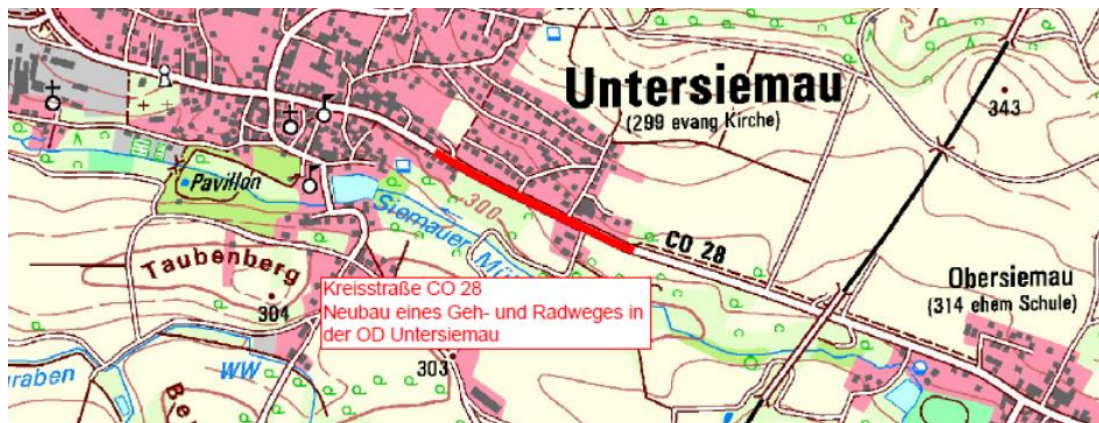 Untersiemau
(299 evang Kirche)
343
Pavillon
300
Siemauer
CO 28
Taubenberg
304
Obersiemau
(314 ehem Schule)
Kreisstraße CO 28
Neubau eines Geh- und Radweges in
der OD Untersiemau
303
WW
graben